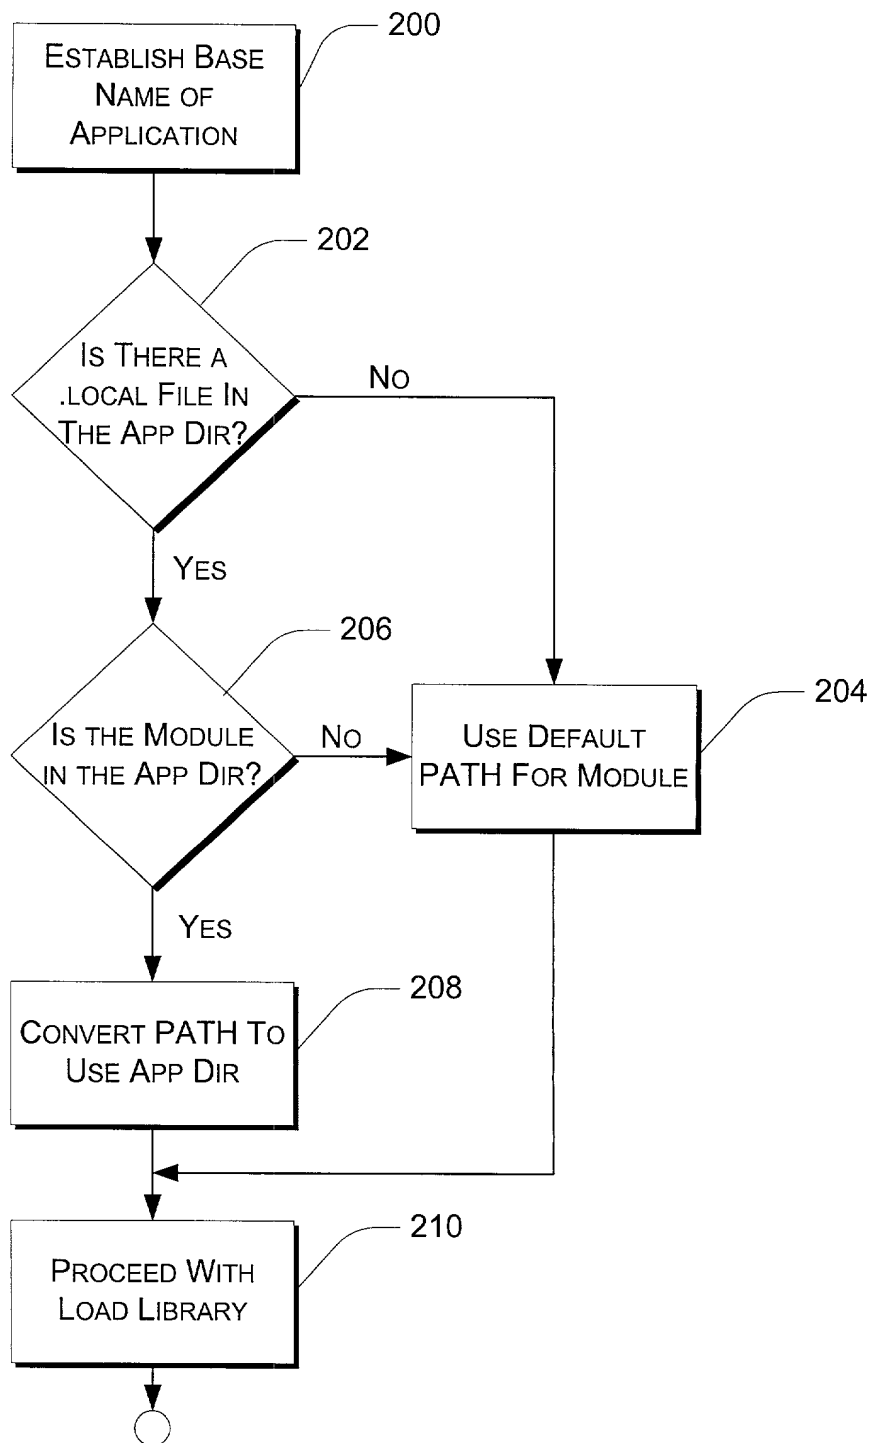 200
ESTABLISH BASE
NAME OF
APPLICATION
202
IS THERE A
.LOCAL FILE IN
THE APP DIR?
NO
YES
206
IS THE MODULE
IN THE APP DIR?
NO
204
USE DEFAULT
PATH FOR MODULE
YES
208
CONVERT PATH TO
USE APP DIR
210
PROCEED WITH
LOAD LIBRARY